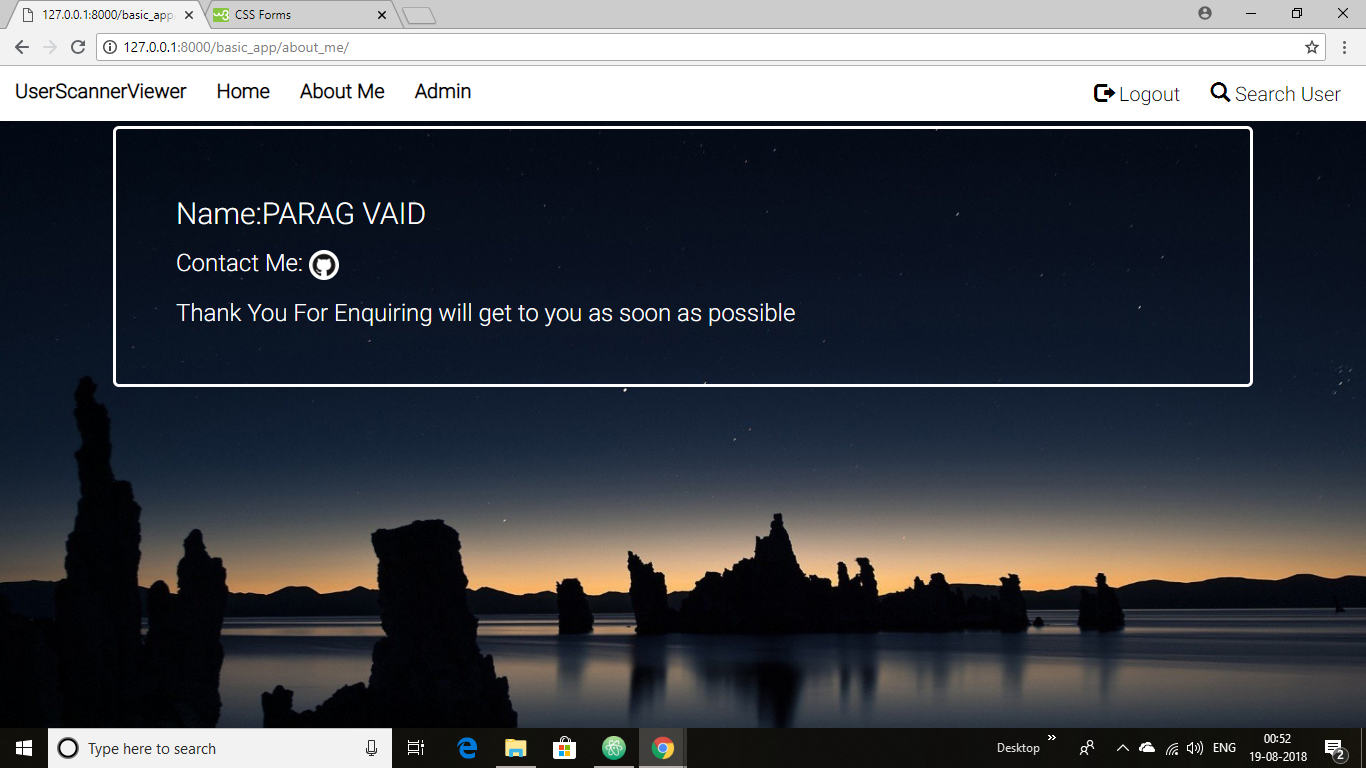 127.0.0.1:8000/basic_app
CSS Forms
127.0.0.1:8000/basic_app/about_me/
UserScannerViewer Home About Me Admin Logout Search User
Name:PARAG VAID
Contact Me:
Thank You For Enquiring will get to you as soon as possible
Type here to search
Desktop
ENG
00:52
19-08-2018
2